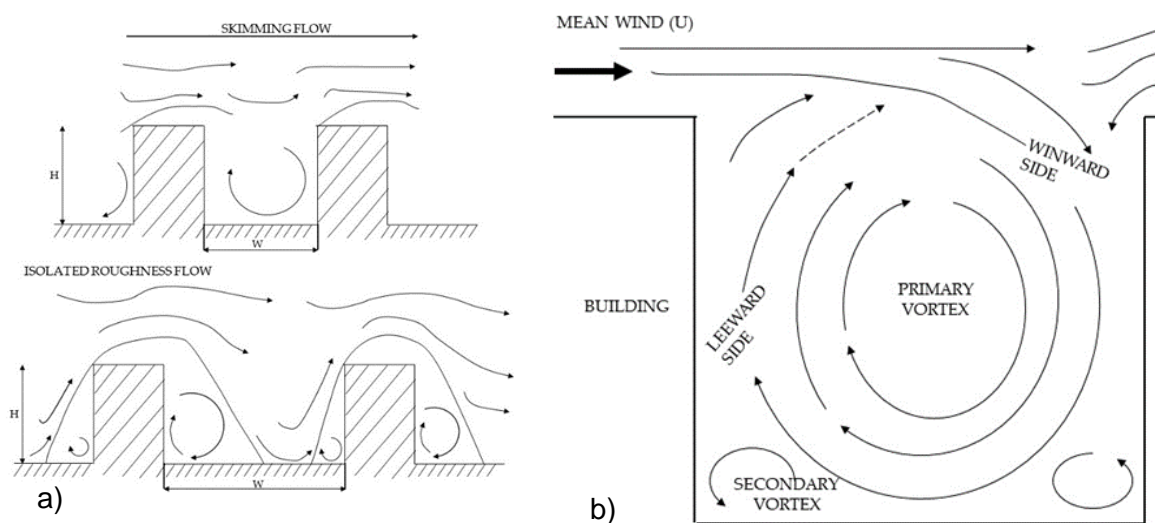 SKIMMING FLOW
H
W
ISOLATED ROUGHNESS FLOW
H
W
a)
MEAN WIND (U)
WINWARD
SIDE
BUILDING
PRIMARY
VORTEX
LEEWARD
SIDE
SECONDARY
VORTEX
b)